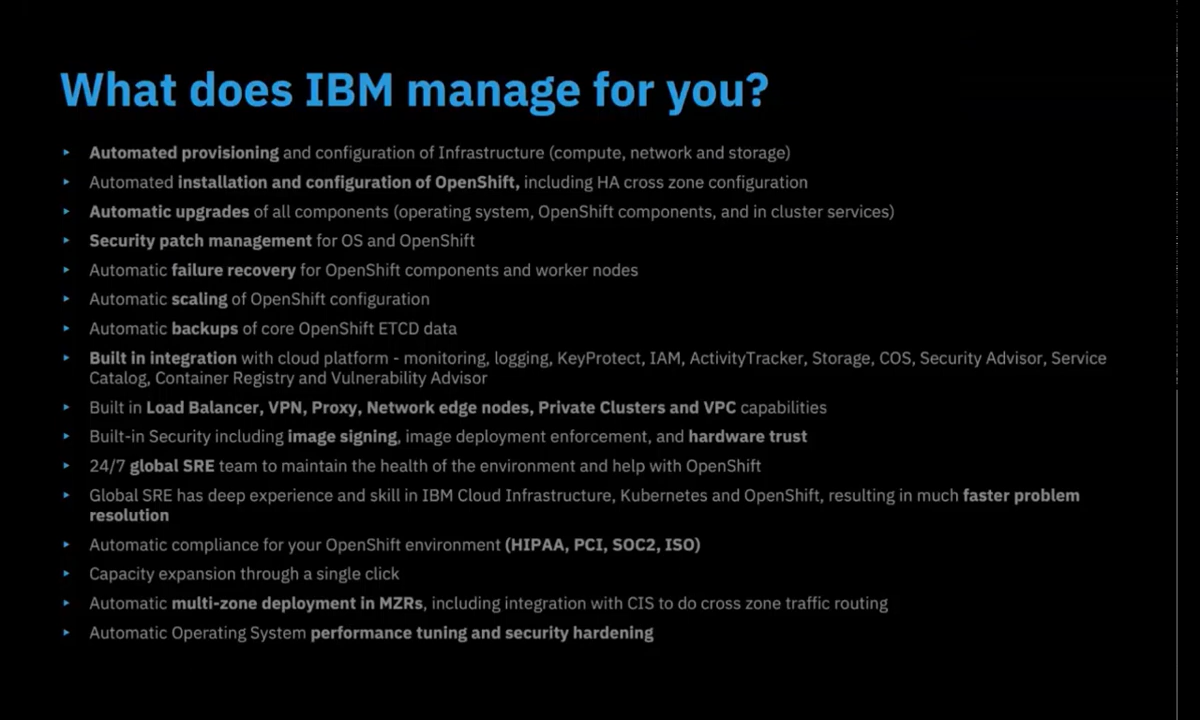 What does IBM manage for you?
Automated provisioning and configuration of Infrastructure (compute, network and storage)
Automated installation and configuration of OpenShift, including HA cross zone configuration
Automatic upgrades of all components (operating system, OpenShift components, and in cluster services)
Security patch management for OS and OpenShift
Automatic failure recovery for OpenShift components and worker nodes
Automatic scaling of OpenShift configuration
Automatic backups of core OpenShift ETCD data
Built in integration with cloud platform - monitoring, logging, KeyProtect, IAM, ActivityTracker, Storage, COS, Security Advisor, Service
Catalog, Container Registry and Vulnerability Advisor
Built in Load Balancer, VPN, Proxy, Network edge nodes, Private Clusters and VPC capabilities
Built-in Security including image signing, image deployment enforcement, and hardware trust
24/7 global SRE team to maintain the health of the environment and help with OpenShift
Global SRE has deep experience and skill in IBM Cloud Infrastructure, Kubernetes and OpenShift, resulting in much faster problem
resolution
Automatic compliance for your OpenShift environment (HIPAA, PCI, SOC2, ISO)
Capacity expansion through a single click
Automatic multi-zone deployment in MZRs, including integration with CIS to do cross zone traffic routing
Automatic Operating System performance tuning and security hardening